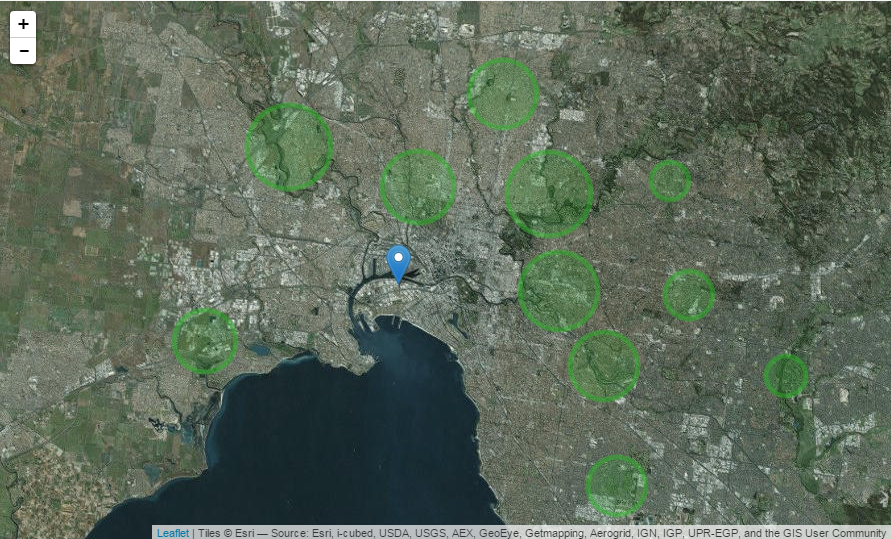 +
−
Leaflet | Tiles © Esri — Source: Esri, i-cubed, USDA, USGS, AEX, GeoEye, Getmapping, Aerogrid, IGN, IGP, UPR-EGP, and the GIS User Community